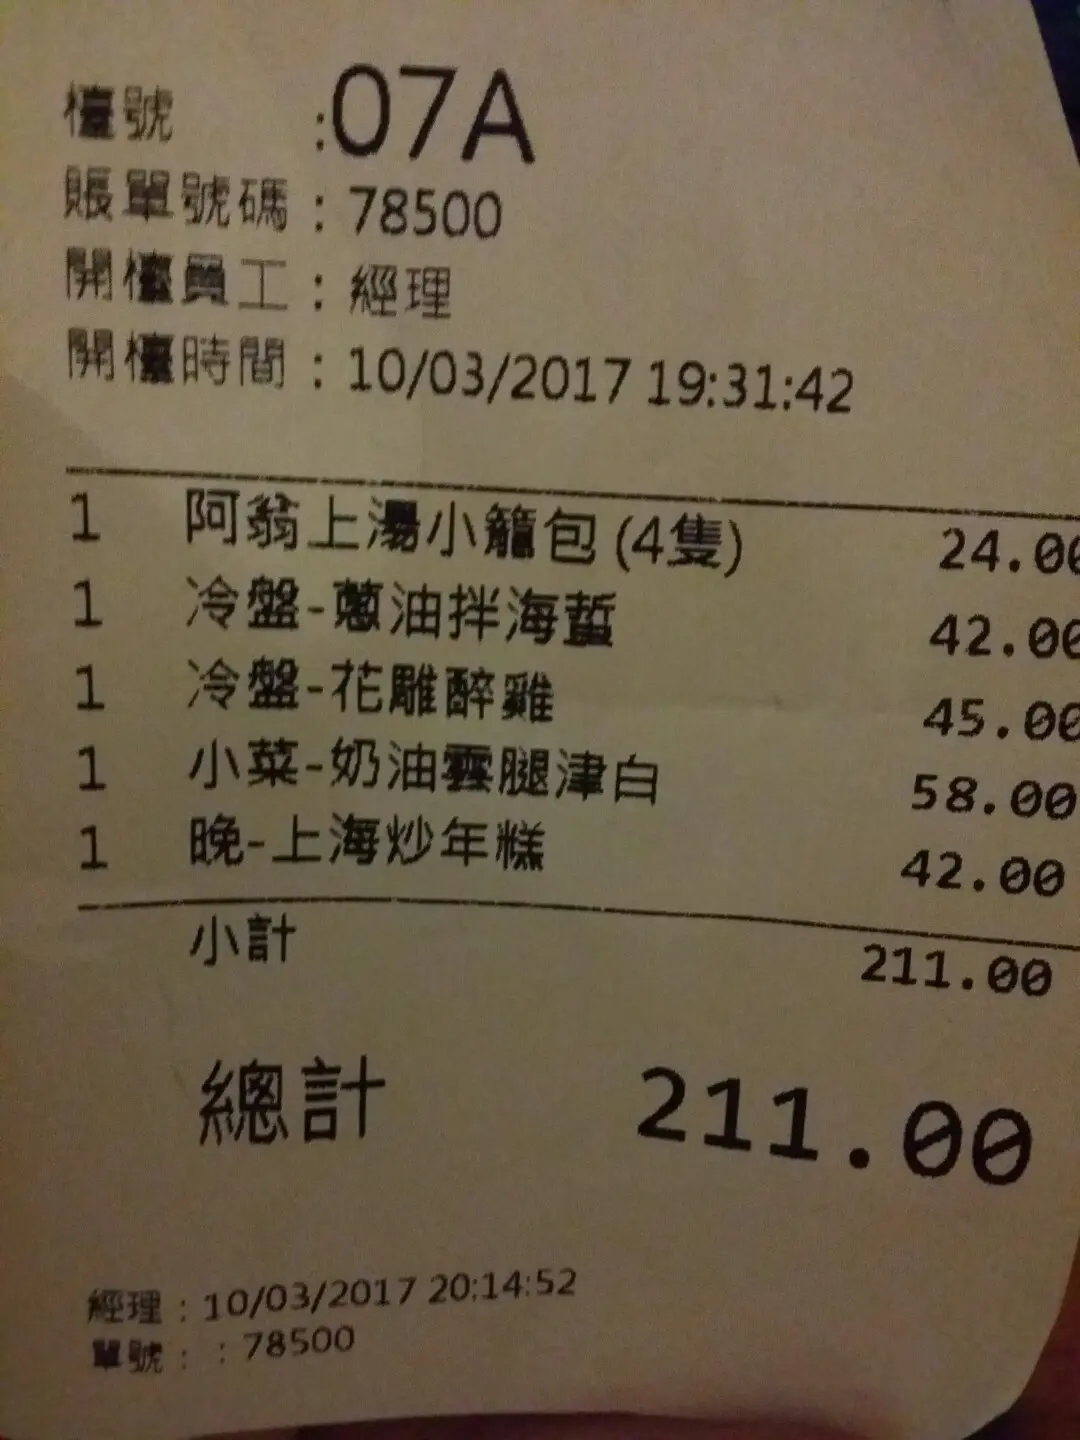 檯號 :07A
賬單號碼 : 78500
開檯員工 : 經理
開檯時間 : 10/03/2017 19:31:42
1 阿翁上湯小籠包 (4隻) 24.00
1 冷盤-蔥油拌海蜇 42.00
1 冷盤-花雕醉雞 45.00
1 小菜-奶油雲腿津白 58.00
1 晚-上海炒年糕 42.00
小計 211.00
總計 211.00
經理 : 10/03/2017 20:14:52
單號 : : 78500